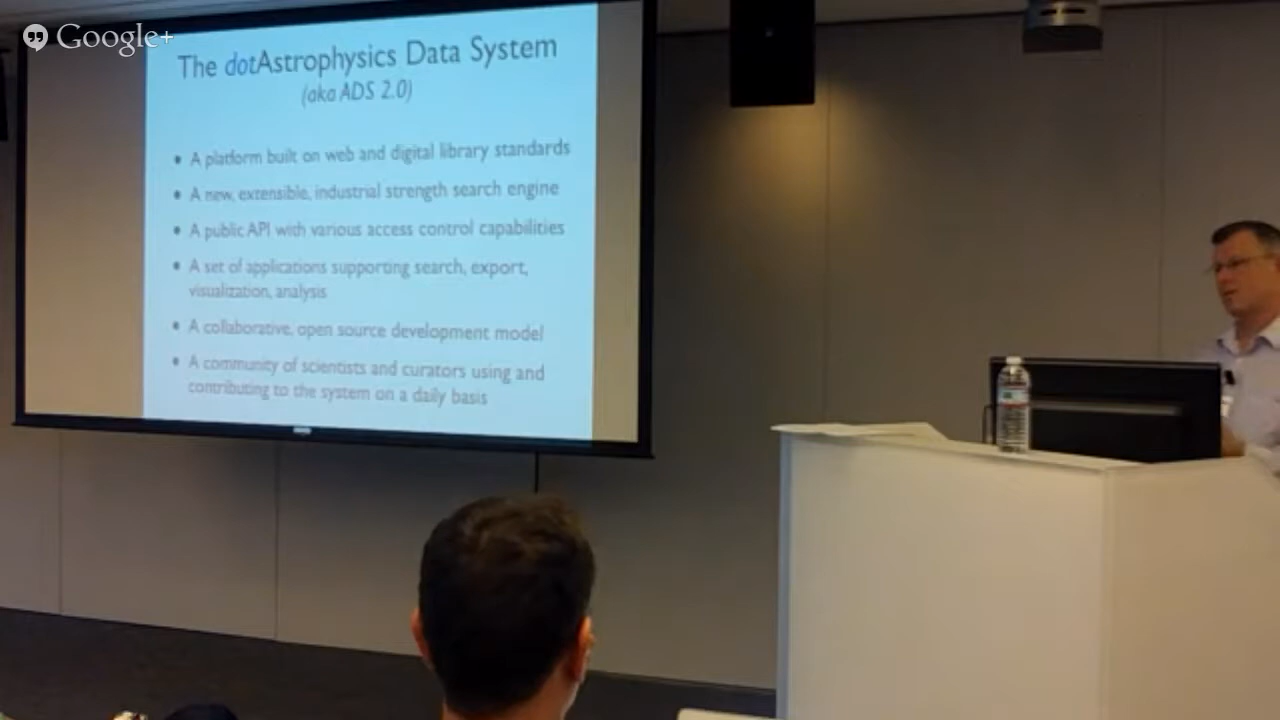 Google+
The dotAstrophysics Data System
(aka ADS 2.0)
• A platform built on web and digital library standards
• A new, extensible, industrial strength search engine
• A public API with various access control capabilities
• A set of applications supporting search, export,
visualization, analysis
• A collaborative, open source development model
• A community of scientists and curators using and
contributing to the system on a daily basis